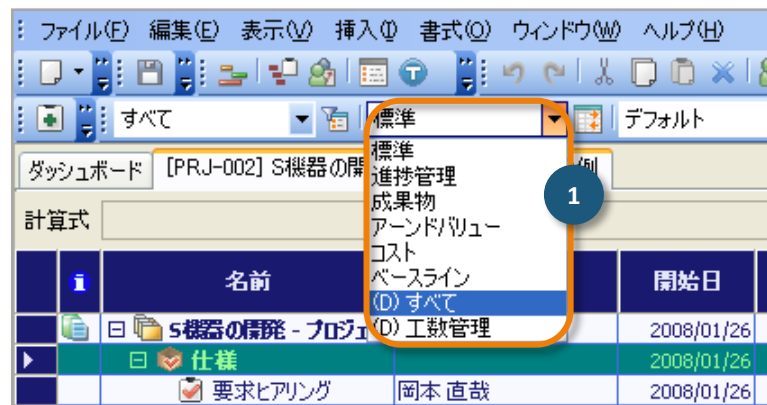 ファイル(F) 編集(E) 表示(V) 挿入(I) 書式(O) ウィンドウ(W) ヘルプ(H)
すべて 標準 デフォルト
標準
進捗管理
成果物
アーンドバリュー
コスト
ベースライン
(D) すべて
(D) 工数管理
1
ダッシュボード [PRJ-002] S機器の開 例
計算式
名前 開始日
S機器の開発 - プロジェ 2008/01/26
仕様 2008/01/26
要求ヒアリング 岡本 直哉 2008/01/26